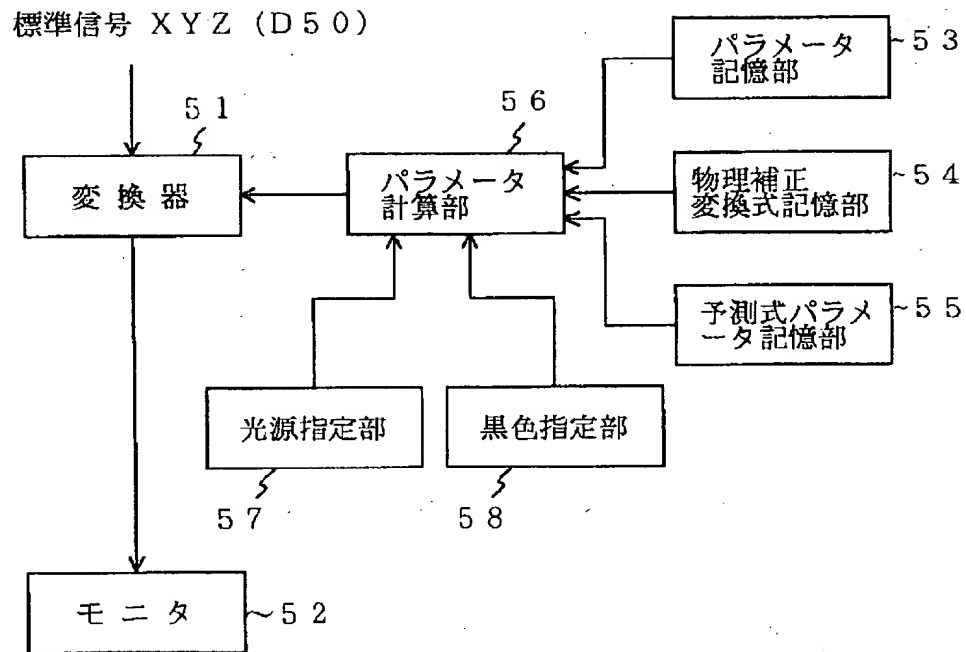 標準信号 XYZ (D50)
51
変換器
56
パラメータ
計算部
パラメータ
記憶部
53
物理補正
変換式記憶部
54
予測式パラメ
ータ記憶部
55
光源指定部
57
黒色指定部
58
モニタ
52